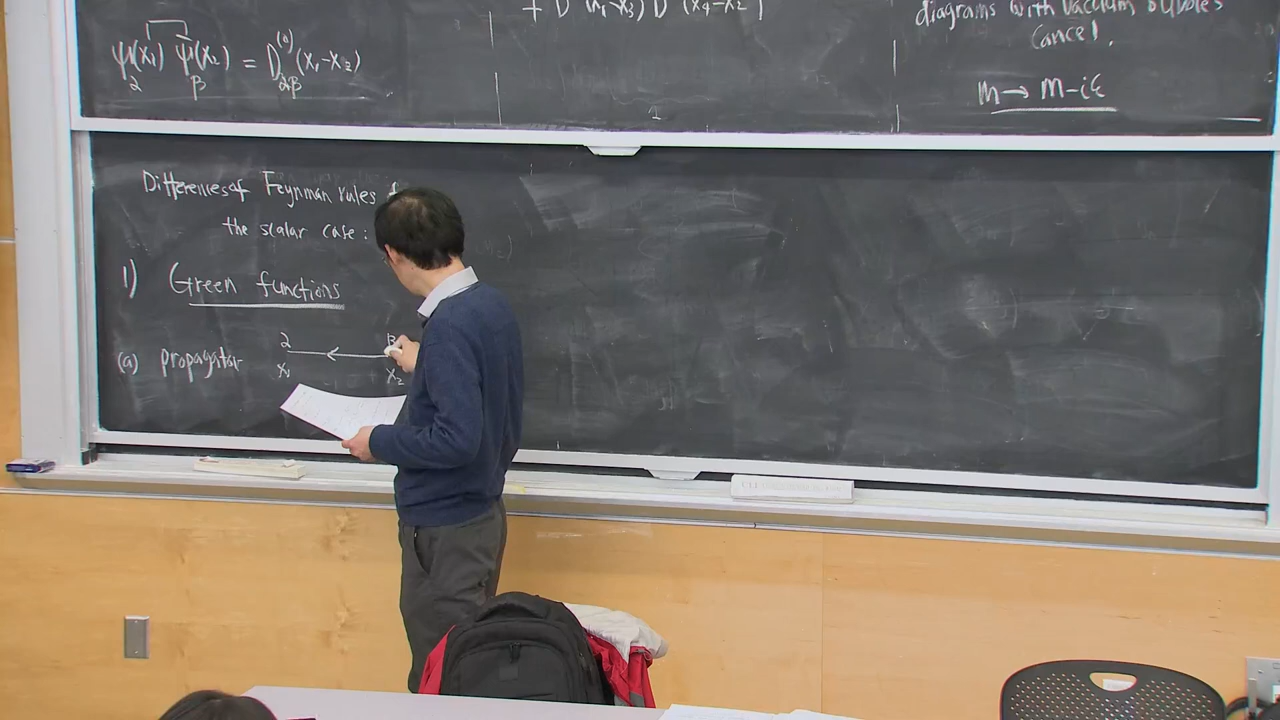 ψ(x₁) ψ̄(x₂) = D⁽⁰⁾(x₁-x₂)
α β αβ
+ D (x₁-x₃) D (x₄-x₂)
diagrams with vacuum bubbles
cancel.
m → m-iε
Differences of Feynman rules
the scalar case:
1) Green functions
(a) propagator
α β
x₁ x₂